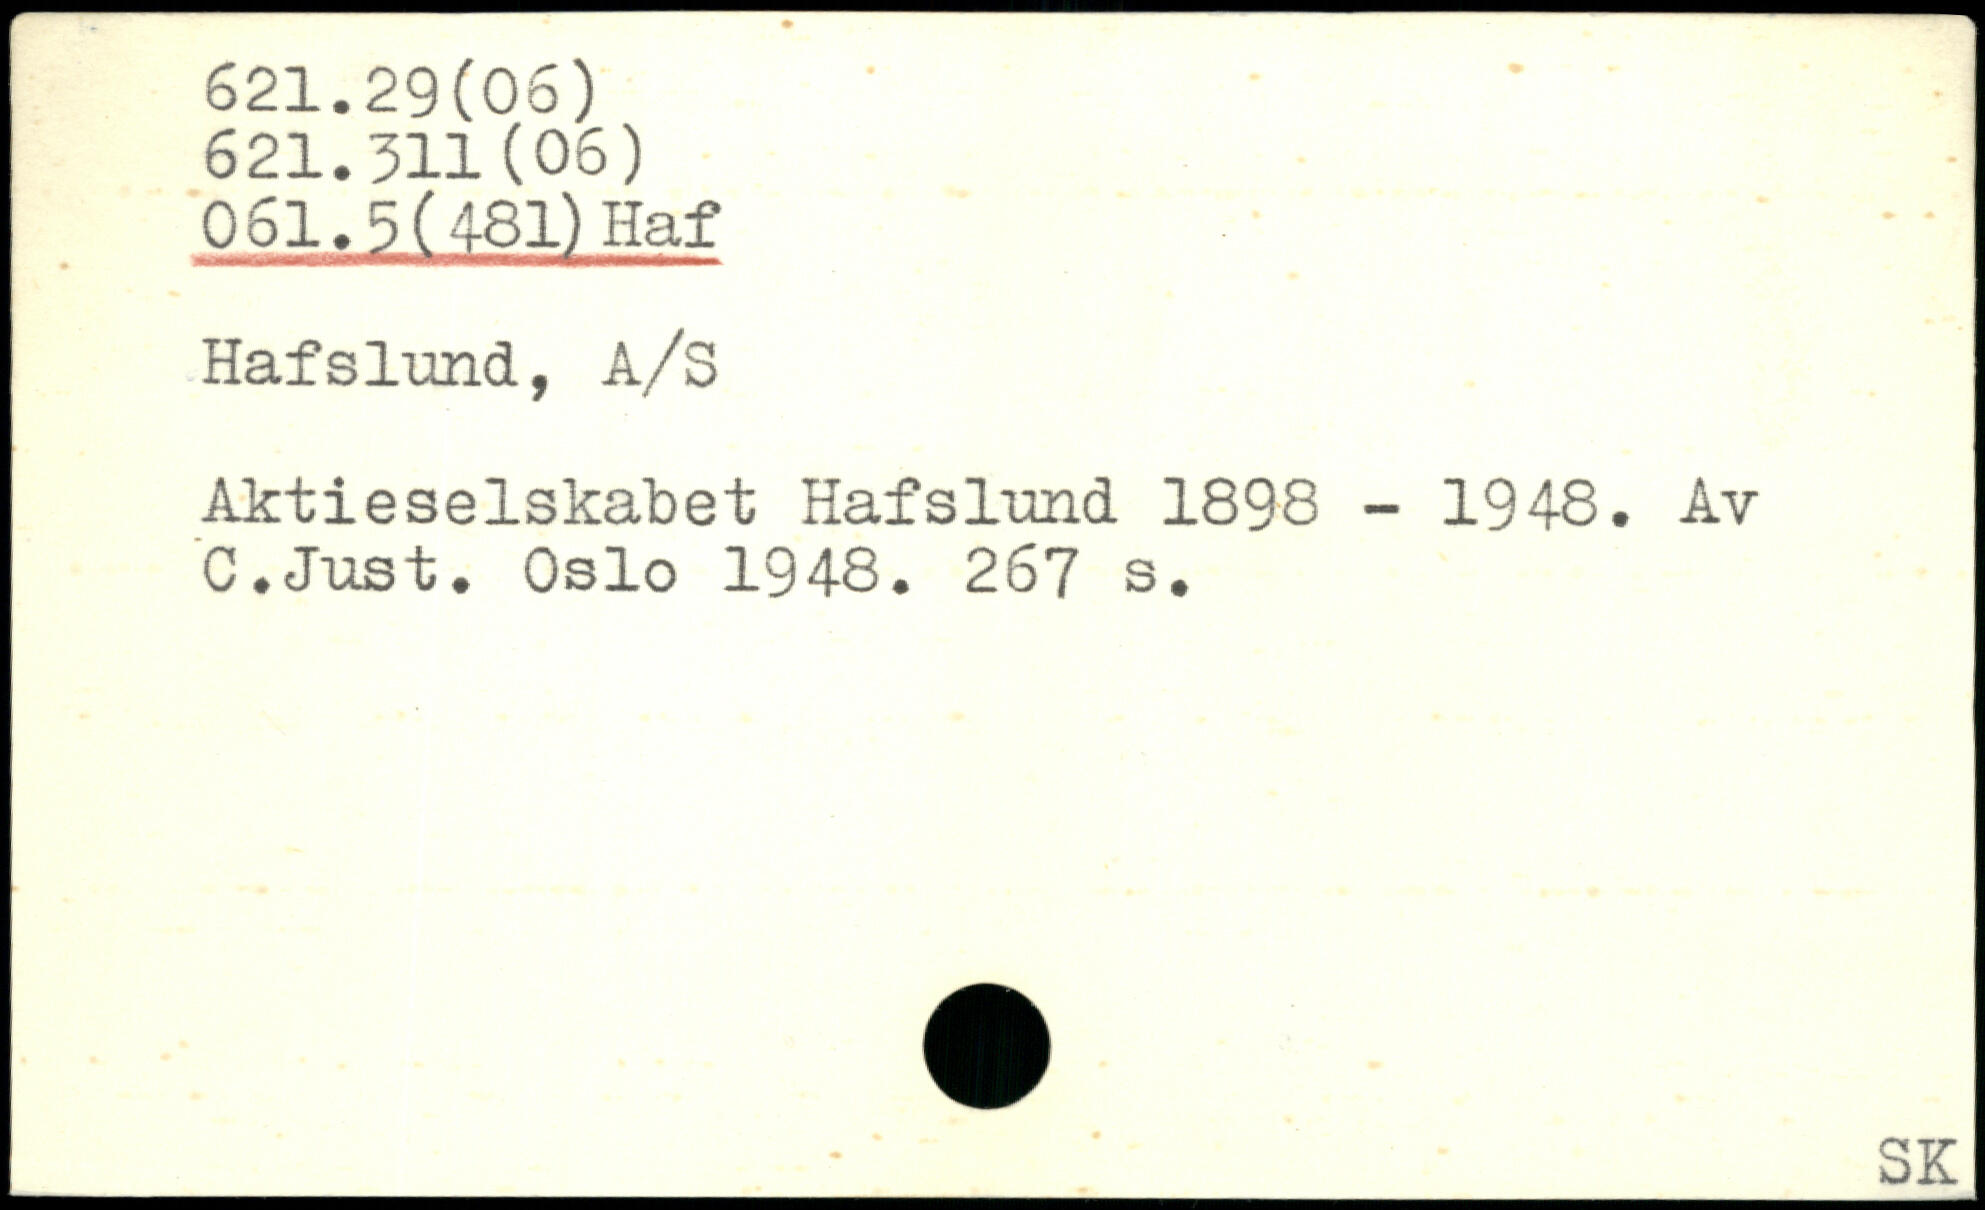 621.29(06)
621.311(06)
061.5(481)Haf
Hafslund, A/S
Aktieselskabet Hafslund 1898 - 1948. Av
C.Just. Oslo 1948. 267 s.
SK